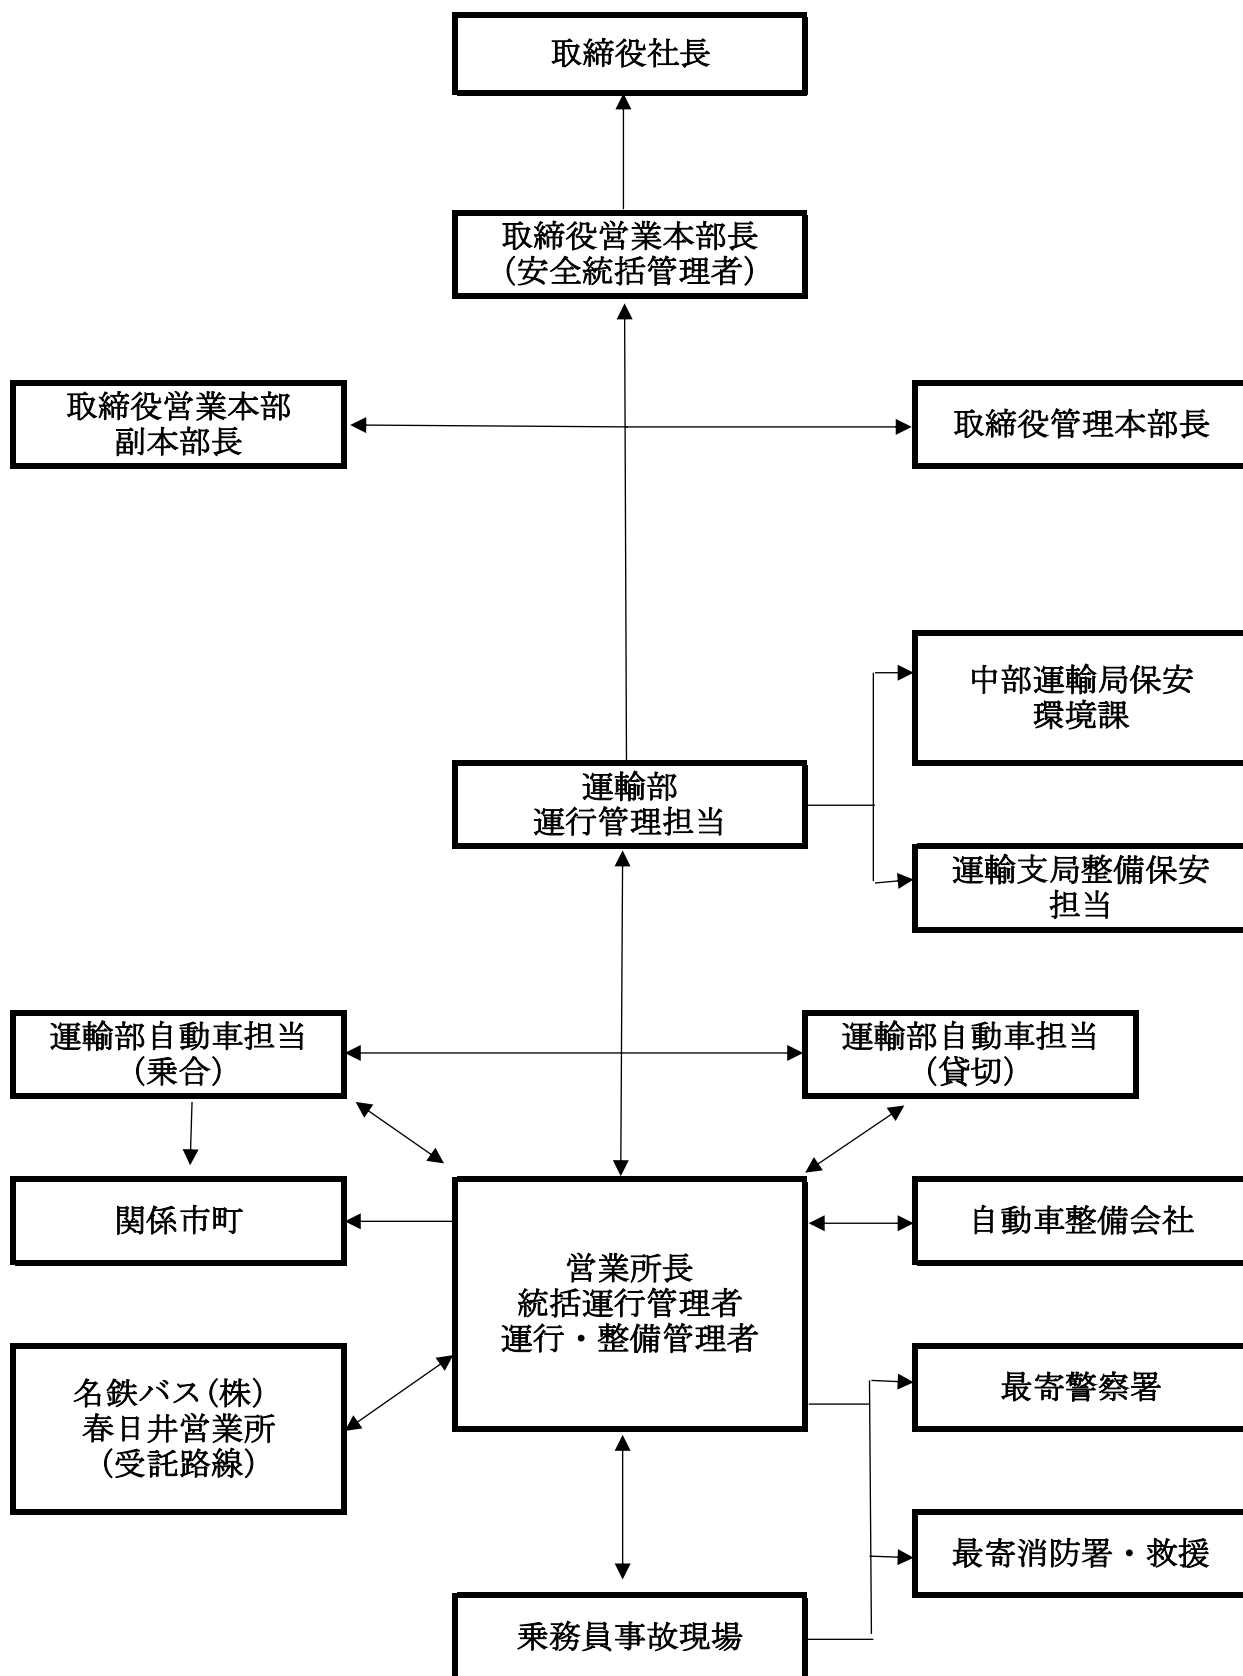 取締役社長
取締役営業本部長
（安全統括管理者）
取締役営業本部
副本部長
取締役管理本部長
中部運輸局保安
環境課
運輸部
運行管理担当
運輸支局整備保安
担当
運輸部自動車担当
（乗合）
運輸部自動車担当
（貸切）
関係市町
自動車整備会社
営業所長
統括運行管理者
運行・整備管理者
名鉄バス（株）
春日井営業所
（受託路線）
最寄警察署
最寄消防署・救援
乗務員事故現場